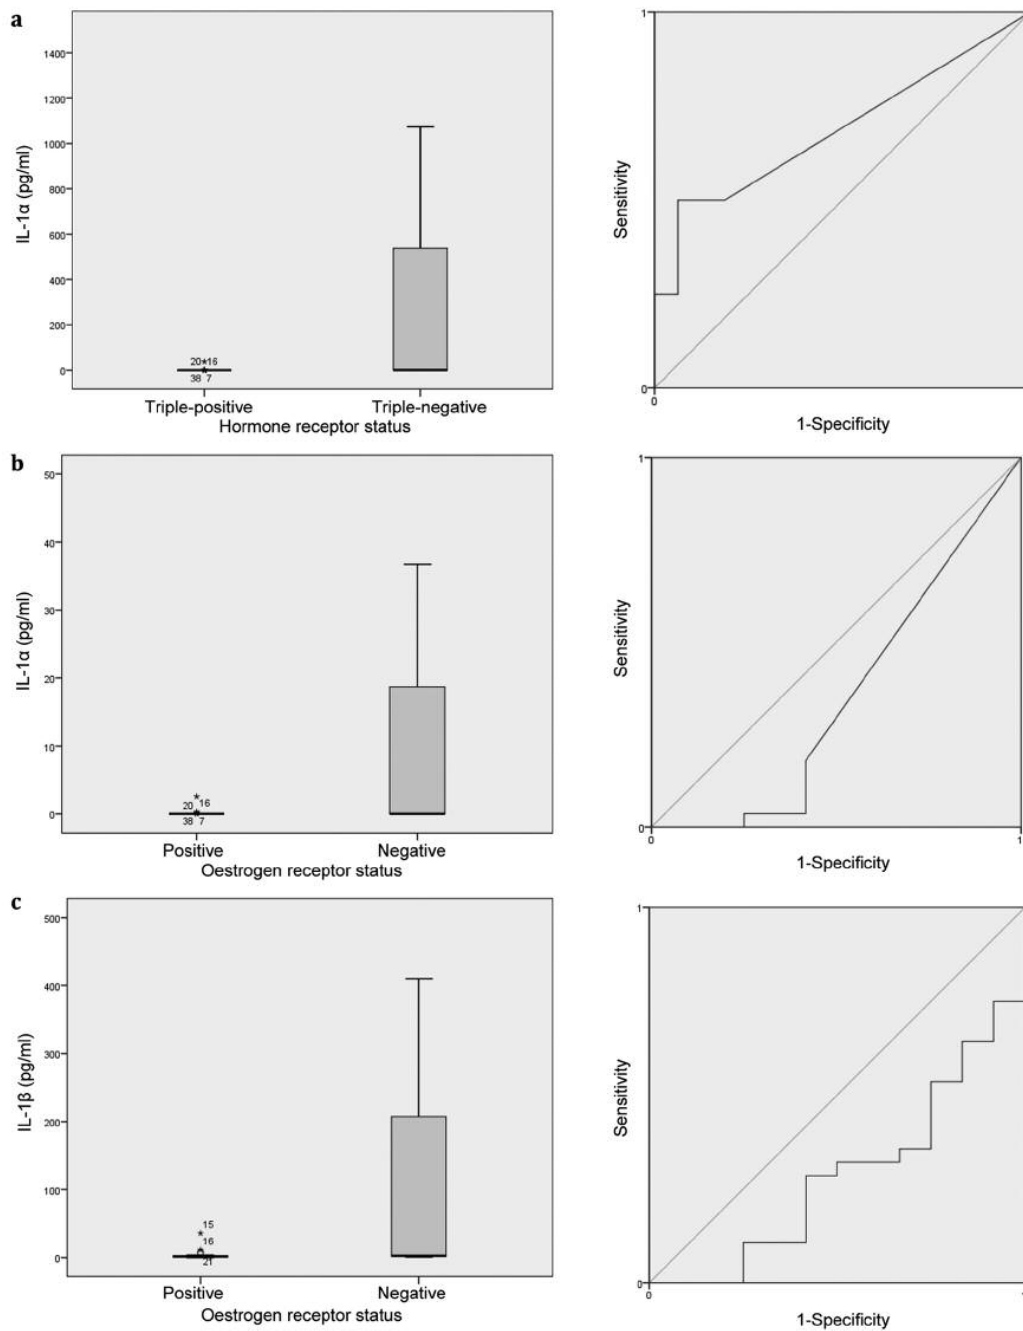 a
1400
1200
1000
800
600
400
200
0
IL-1α (pg/ml)
20 16
38 7
Triple-positive Triple-negative
Hormone receptor status
1
Sensitivity
0
0
1-Specificity
b
50
40
30
20
10
0
IL-1α (pg/ml)
20 16
38 7
Positive Negative
Oestrogen receptor status
1
Sensitivity
0
0 1
1-Specificity
c
500
400
300
200
100
0
IL-1β (pg/ml)
15
16
21
Positive Negative
Oestrogen receptor status
1
Sensitivity
0
0
1-Specificity